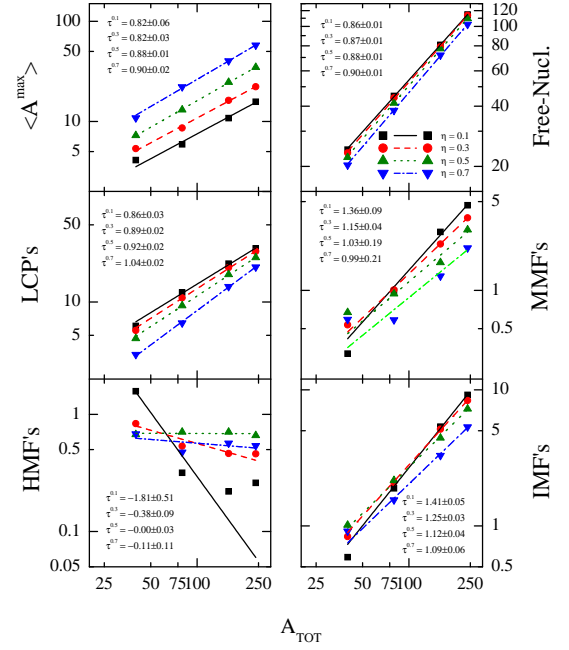 100
50
10
5
<A^max>
τ^0.1 = 0.82±0.06
τ^0.3 = 0.82±0.03
τ^0.5 = 0.88±0.01
τ^0.7 = 0.90±0.02
τ^0.1 = 0.86±0.01
τ^0.3 = 0.87±0.01
τ^0.5 = 0.88±0.01
τ^0.7 = 0.90±0.01
η = 0.1
η = 0.3
η = 0.5
η = 0.7
120
100
80
60
40
20
Free-Nucl.
50
10
5
LCP's
τ^0.1 = 0.86±0.03
τ^0.3 = 0.89±0.02
τ^0.5 = 0.92±0.02
τ^0.7 = 1.04±0.02
τ^0.1 = 1.36±0.09
τ^0.3 = 1.15±0.04
τ^0.5 = 1.03±0.19
τ^0.7 = 0.99±0.21
5
1
0.5
MMF's
1
0.5
0.1
0.05
HMF's
τ^0.1 = −1.81±0.51
τ^0.3 = −0.38±0.09
τ^0.5 = −0.00±0.03
τ^0.7 = −0.11±0.11
τ^0.1 = 1.41±0.05
τ^0.3 = 1.25±0.03
τ^0.5 = 1.12±0.04
τ^0.7 = 1.09±0.06
10
5
1
0.5
IMF's
25 50 75 100 250
25 50 75 100 250
A_TOT